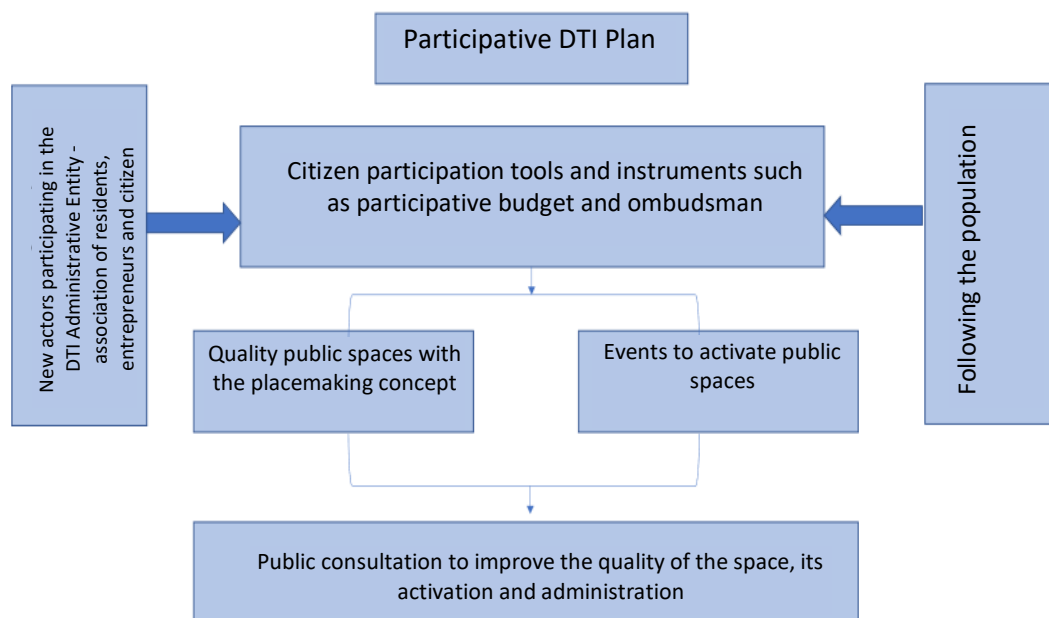 Participative DTI Plan
New actors participating in the
DTI Administrative Entity -
association of residents,
entrepreneurs and citizen
Citizen participation tools and instruments such
as participative budget and ombudsman
Following the population
Quality public spaces with
the placemaking concept
Events to activate public
spaces
Public consultation to improve the quality of the space, its
activation and administration